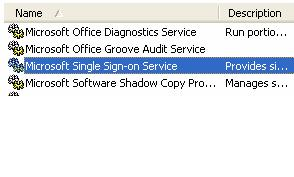 Name Description
Microsoft Office Diagnostics Service Run portio...
Microsoft Office Groove Audit Service
Microsoft Single Sign-on Service Provides si...
Microsoft Software Shadow Copy Pro... Manages s...